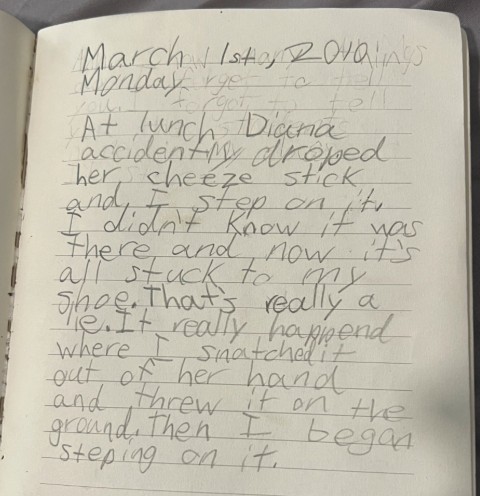 March 1st, 2010
Monday.
At lunch Diana
accidently droped
her cheeze stick
and I step on it.
I didn't know it was
there and now it's
all stuck to my
shoe. That's really a
lie. It really happend
where I snatched it
out of her hand
and threw it on the
ground. Then I began
steping on it.